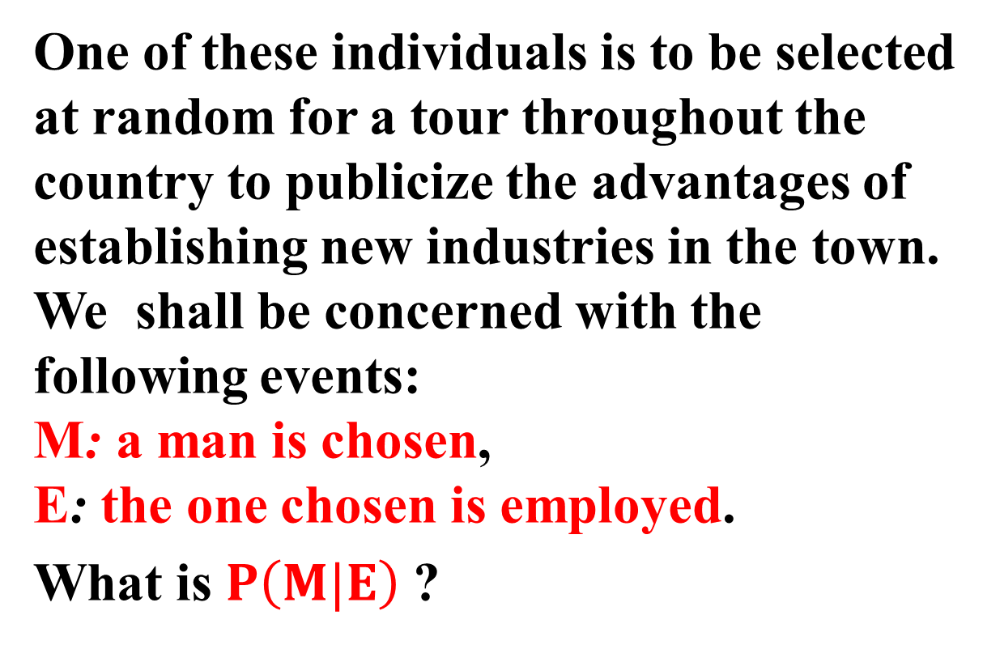 One of these individuals is to be selected
at random for a tour throughout the
country to publicize the advantages of
establishing new industries in the town.
We  shall be concerned with the
following events:
M: a man is chosen,
E: the one chosen is employed.
What is P(M|E) ?